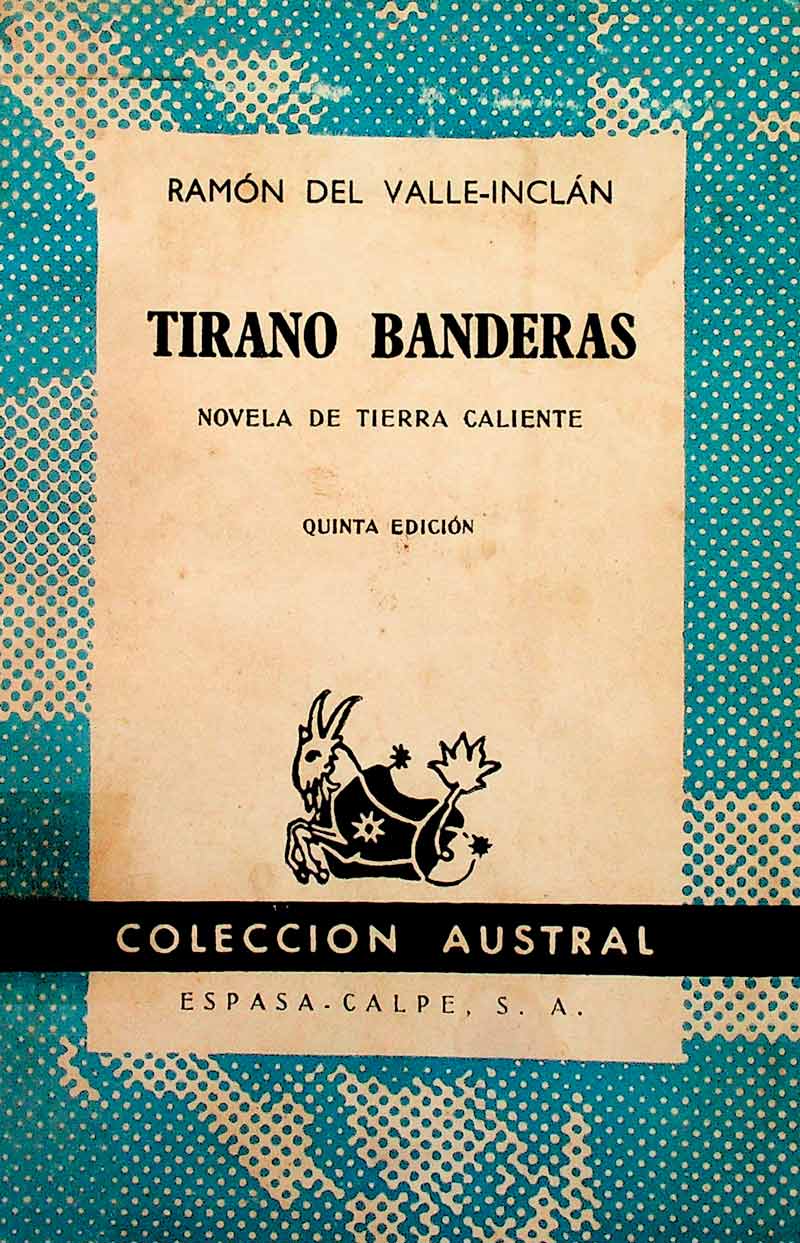 RAMÓN DEL VALLE-INCLÁN
TIRANO BANDERAS
NOVELA DE TIERRA CALIENTE
QUINTA EDICIÓN
COLECCION AUSTRAL
ESPASA-CALPE, S. A.